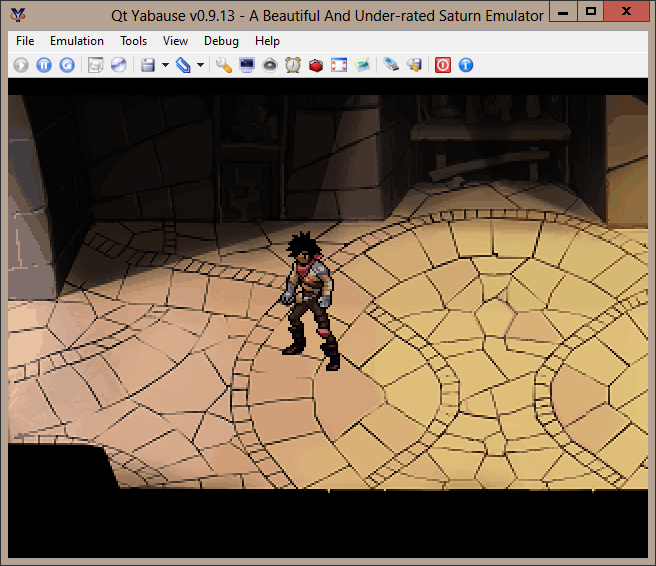 Qt Yabause v0.9.13 - A Beautiful And Under-rated Saturn Emulator
File Emulation Tools View Debug Help